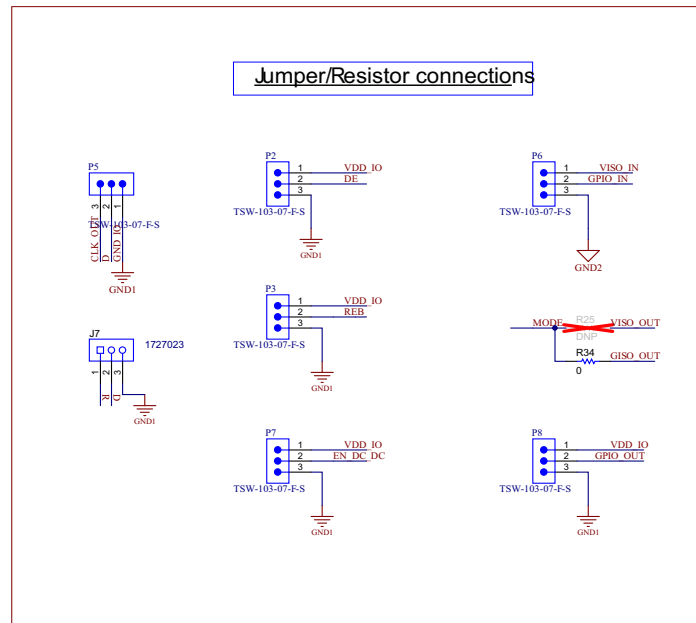 Jumper/Resistor connections
P5
3
2
1
TSW-103-07-F-S
CLK_OUT
D
GND_IO
GND1
P2
1
VDD_IO
2
DE
3
TSW-103-07-F-S
GND1
P6
1
VISO_IN
2
GPIO_IN
3
TSW-103-07-F-S
GND2
P3
1
VDD_IO
2
REB
3
TSW-103-07-F-S
GND1
MODE
R25
VISO_OUT
DNP
R34
GISO_OUT
0
J7
1727023
1
2
3
R
D
GND1
P7
1
VDD_IO
2
EN_DC_DC
3
TSW-103-07-F-S
GND1
P8
1
VDD_IO
2
GPIO_OUT
3
TSW-103-07-F-S
GND1